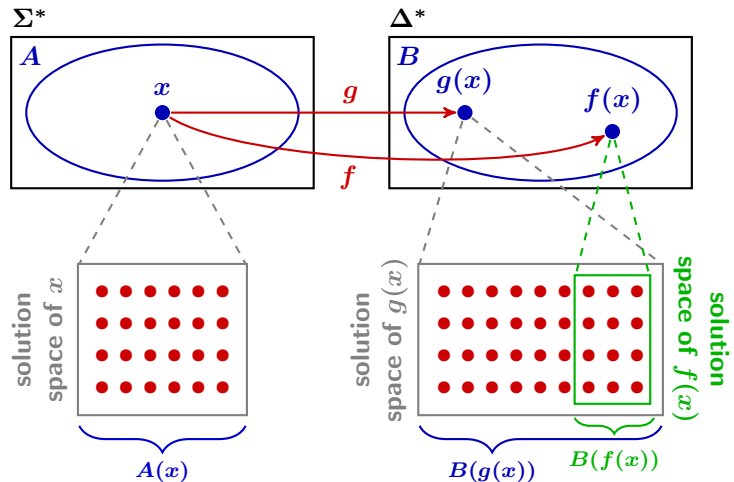 Σ*
Δ*
A
B
x
g(x)
f(x)
g
f
solution
space of x
solution
space of g(x)
solution
space of f(x)
A(x)
B(g(x))
B(f(x))